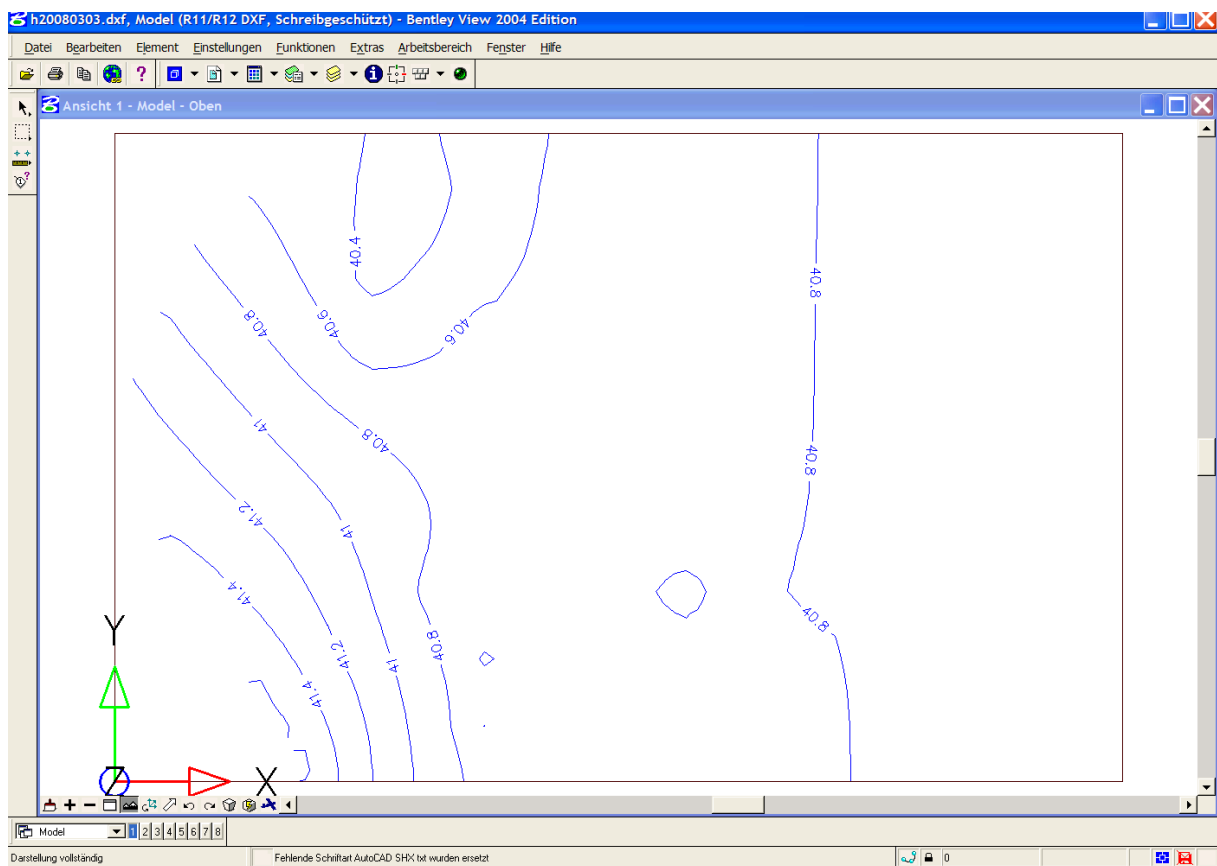 h20080303.dxf, Model (R11/R12 DXF, Schreibgeschützt) - Bentley View 2004 Edition
Datei Bearbeiten Element Einstellungen Funktionen Extras Arbeitsbereich Fenster Hilfe
Ansicht 1 - Model - Oben
40.4
40.8
40.8
40.6
40.6
40.8
41
40.8
41.2
41
41.4
40.8
41.2
40.8
41
41.4
Y
X
Model 1 2 3 4 5 6 7 8
Darstellung vollständig Fehlende Schriftart AutoCAD SHX txt wurden ersetzt 0